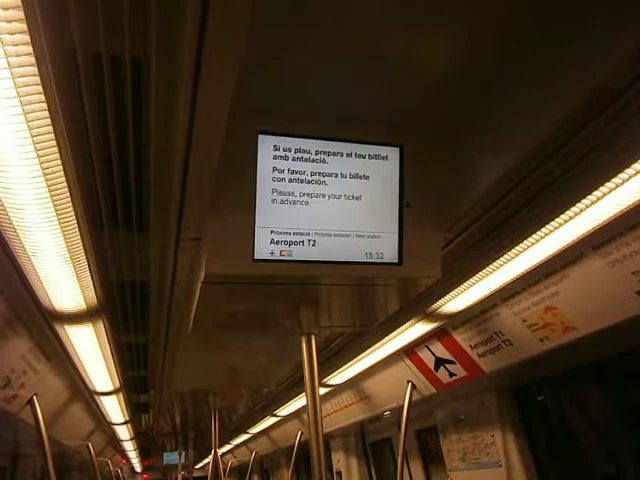 Si us plau, prepara el teu bitllet
amb antelació.
Por favor, prepara tu billete
con antelación.
Please, prepare your ticket
in advance.
Pròxima estació / Próxima estación / Next station
Aeroport T2
15:32
Aeroport T1
Aeroport T2